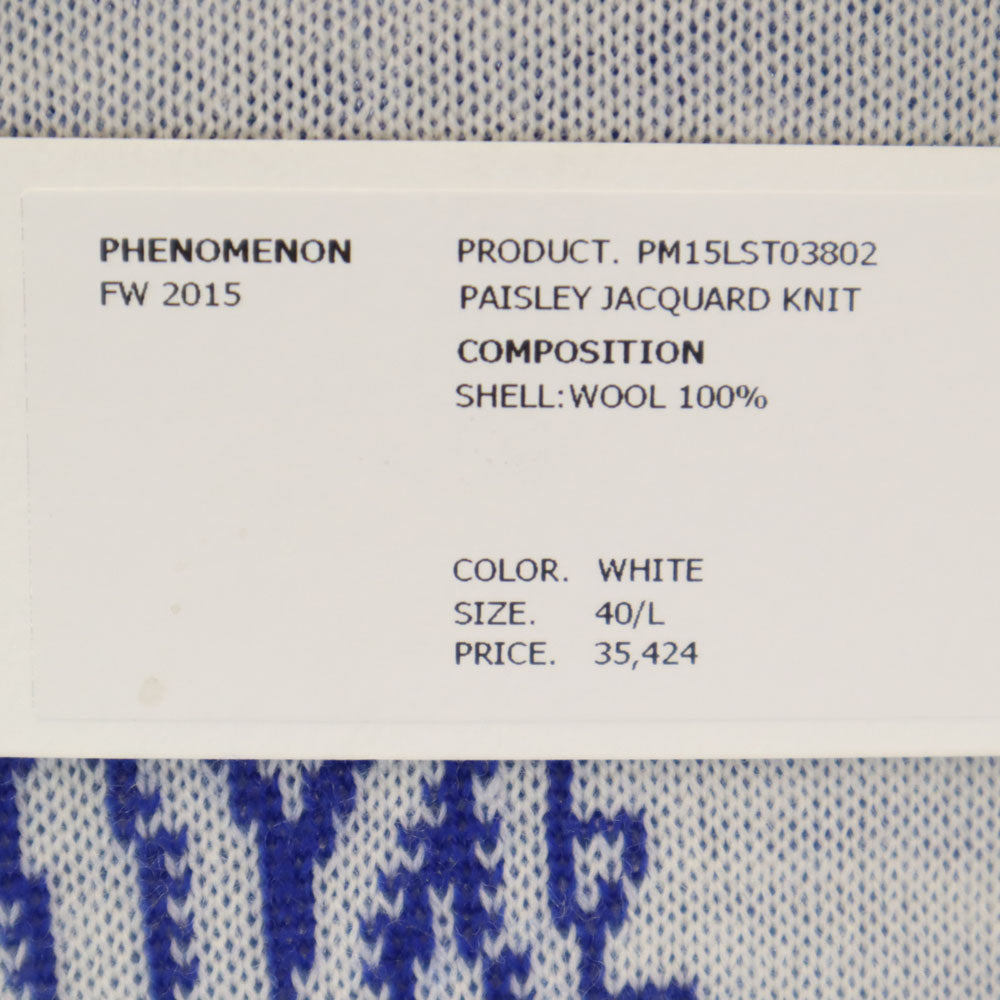 PHENOMENON
FW 2015
PRODUCT. PM15LST03802
PAISLEY JACQUARD KNIT
COMPOSITION
SHELL:WOOL 100%
COLOR. WHITE
SIZE. 40/L
PRICE. 35,424